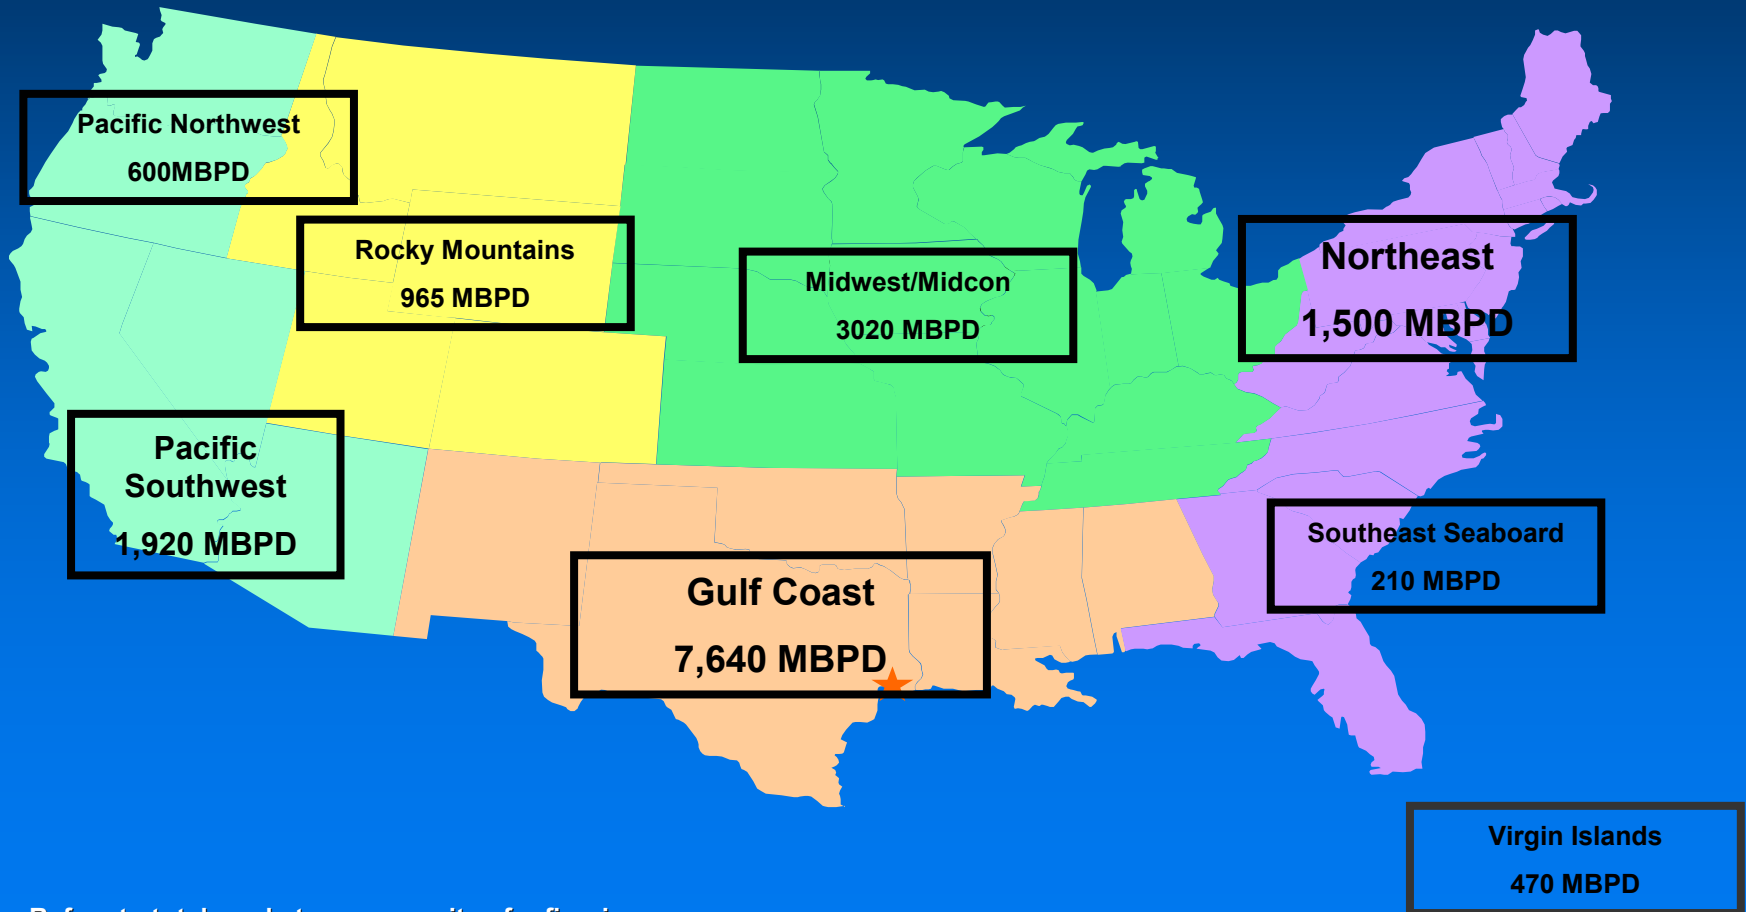 Pacific Northwest
600MBPD
Rocky Mountains
965 MBPD
Midwest/Midcon
3020 MBPD
Northeast
1,500 MBPD
Pacific
Southwest
1,920 MBPD
Gulf Coast
7,640 MBPD
Southeast Seaboard
210 MBPD
Virgin Islands
470 MBPD